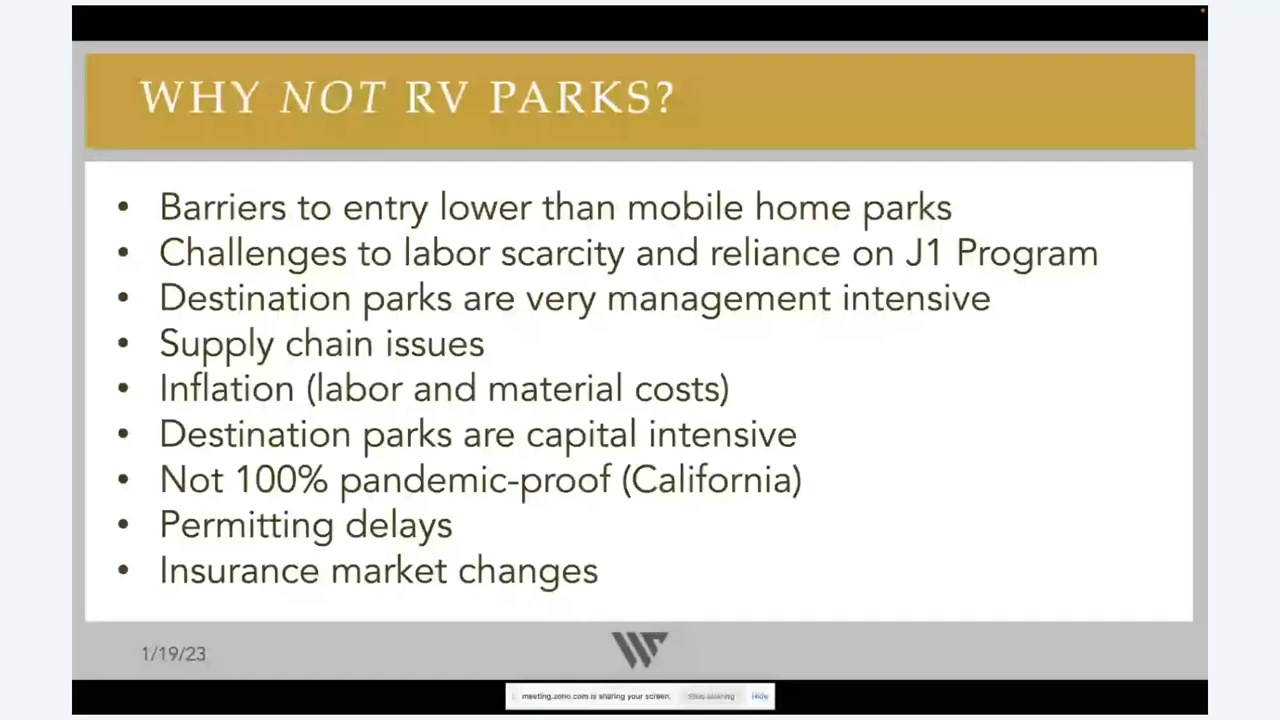 WHY NOT RV PARKS?
• Barriers to entry lower than mobile home parks
• Challenges to labor scarcity and reliance on J1 Program
• Destination parks are very management intensive
• Supply chain issues
• Inflation (labor and material costs)
• Destination parks are capital intensive
• Not 100% pandemic-proof (California)
• Permitting delays
• Insurance market changes
1/19/23
meeting.zoho.com is sharing your screen. Stop sharing Hide